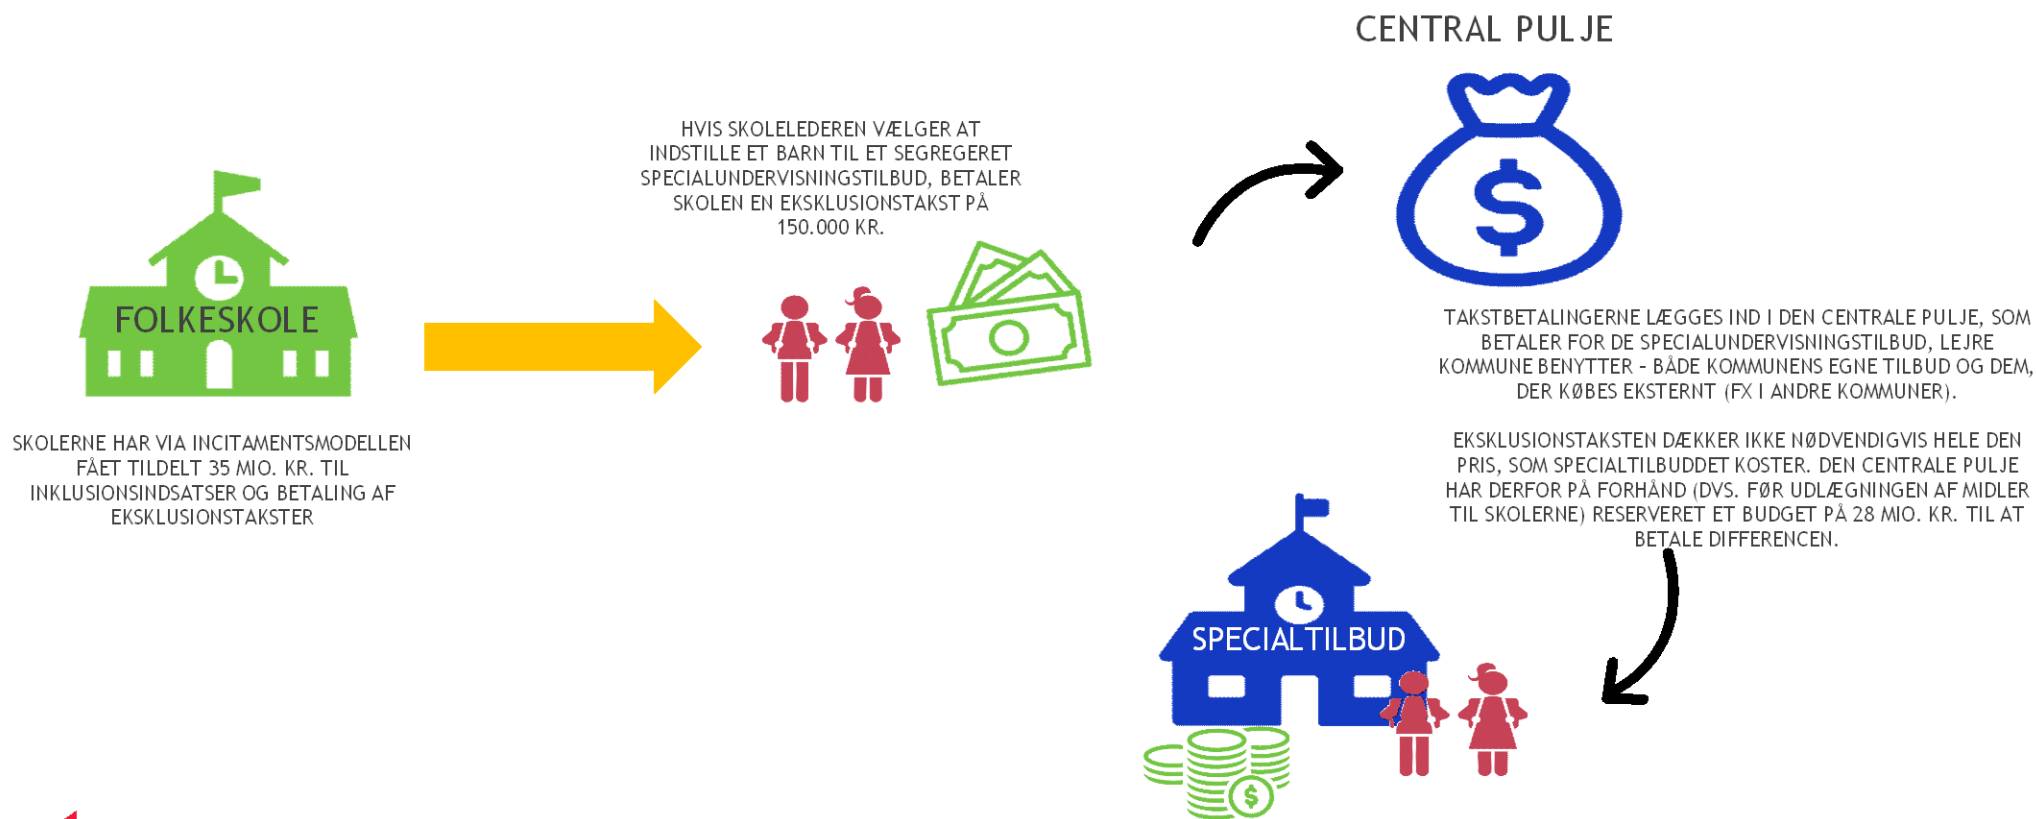 CENTRAL PULJE
HVIS SKOLELEDEREN VÆLGER AT
INDSTILLE ET BARN TIL ET SEGREGERET
SPECIALUNDERVISNINGSTILBUD, BETALER
SKOLEN EN EKSKLUSIONSTAKST PÅ
150.000 KR.
FOLKESKOLE
SKOLERNE HAR VIA INCITAMENTSMODELLEN
FÅET TILDELT 35 MIO. KR. TIL
INKLUSIONSINDSATSER OG BETALING AF
EKSKLUSIONSTAKSTER
$
TAKSTBETALINGERNE LÆGGES IND I DEN CENTRALE PULJE, SOM
BETALER FOR DE SPECIALUNDERVISNINGSTILBUD, LEJRE
KOMMUNE BENYTTER - BÅDE KOMMUNENS EGNE TILBUD OG DEM,
DER KØBES EKSTERNT (FX I ANDRE KOMMUNER).
EKSKLUSIONSTAKSTEN DÆKKER IKKE NØDVENDIGVIS HELE DEN
PRIS, SOM SPECIALTILBUDDET KOSTER. DEN CENTRALE PULJE
HAR DERFOR PÅ FORHÅND (DVS. FØR UDLÆGNINGEN AF MIDLER
TIL SKOLERNE) RESERVERET ET BUDGET PÅ 28 MIO. KR. TIL AT
BETALE DIFFERENCEN.
SPECIALTILBUD
$